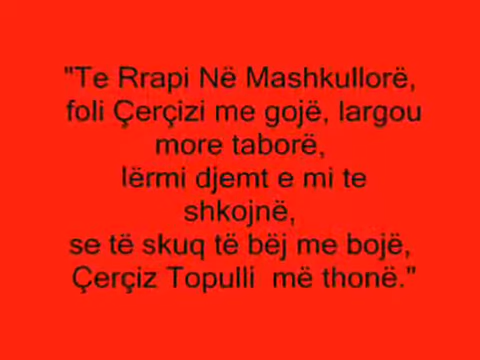 "Te Rrapi Në Mashkullorë,
foli Çerçizi me gojë, largou
more taborë,
lërmi djemt e mi te
shkojnë,
se të skuq të bëj me bojë,
Çerçiz Topulli më thonë."